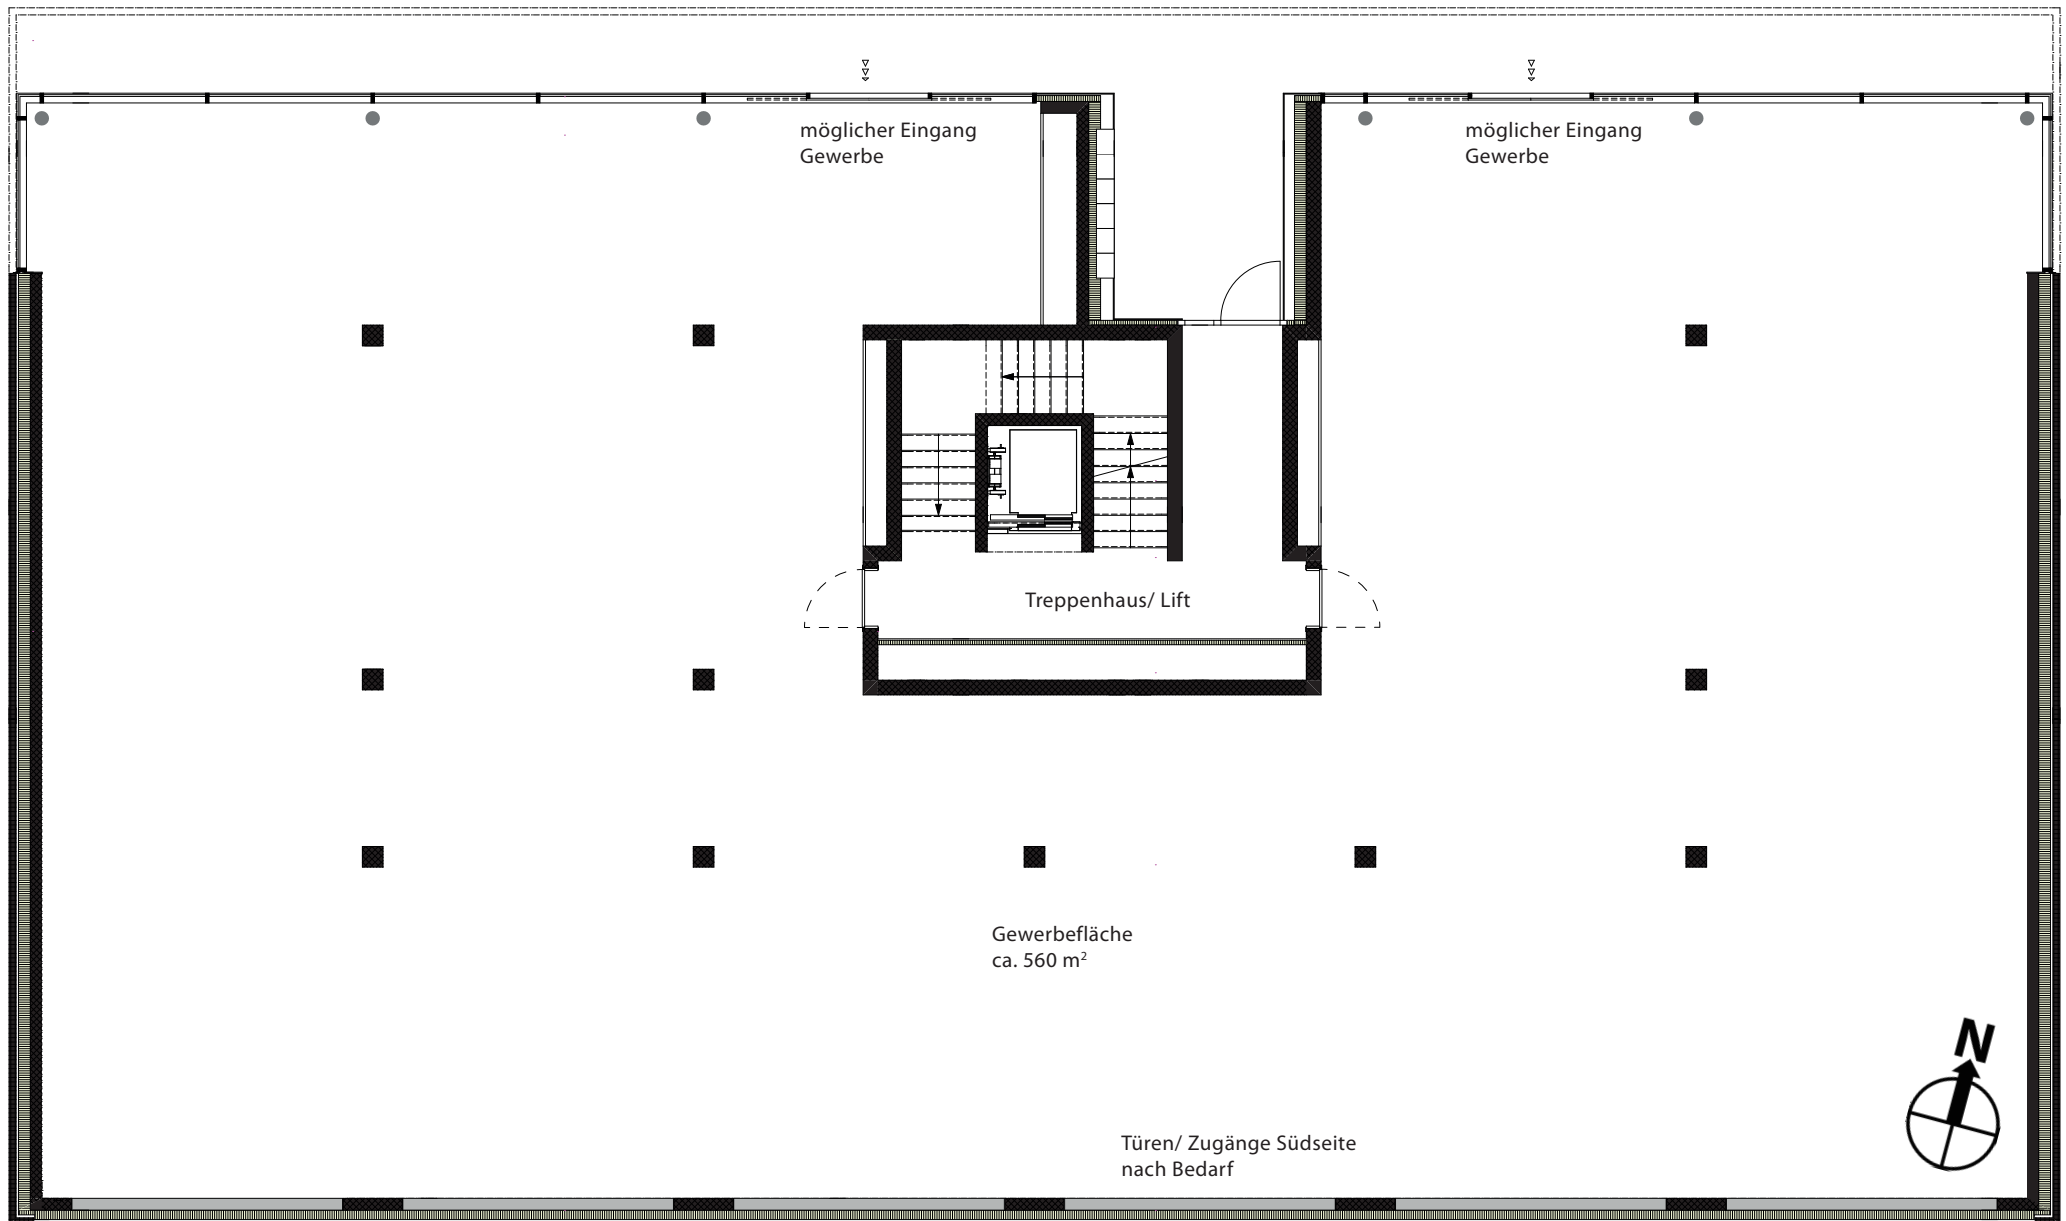 möglicher Eingang
Gewerbe
möglicher Eingang
Gewerbe
Treppenhaus/ Lift
Gewerbefläche
ca. 560 m²
N
Türen/ Zugänge Südseite
nach Bedarf